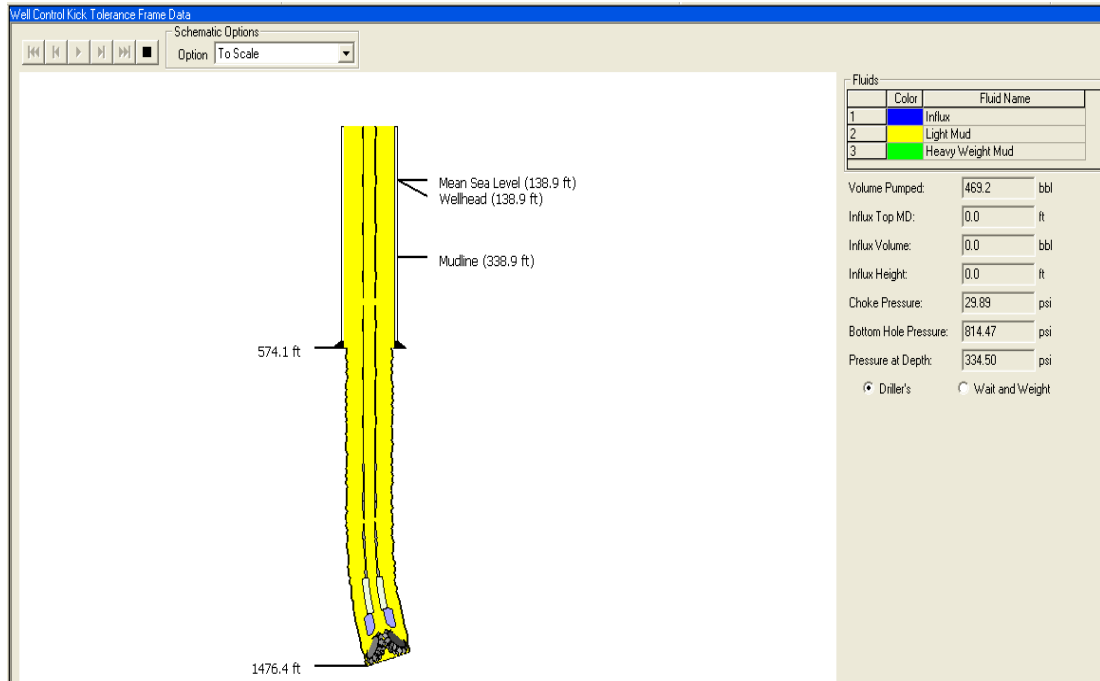 Well Control Kick Tolerance Frame Data
Schematic Options
Option To Scale
Mean Sea Level (138.9 ft)
Wellhead (138.9 ft)
Mudline (338.9 ft)
574.1 ft
1476.4 ft
Fluids
Color Fluid Name
1 Influx
2 Light Mud
3 Heavy Weight Mud
Volume Pumped: 469.2 bbl
Influx Top MD: 0.0 ft
Influx Volume: 0.0 bbl
Influx Height: 0.0 ft
Choke Pressure: 29.89 psi
Bottom Hole Pressure: 814.47 psi
Pressure at Depth: 334.50 psi
Driller's Wait and Weight